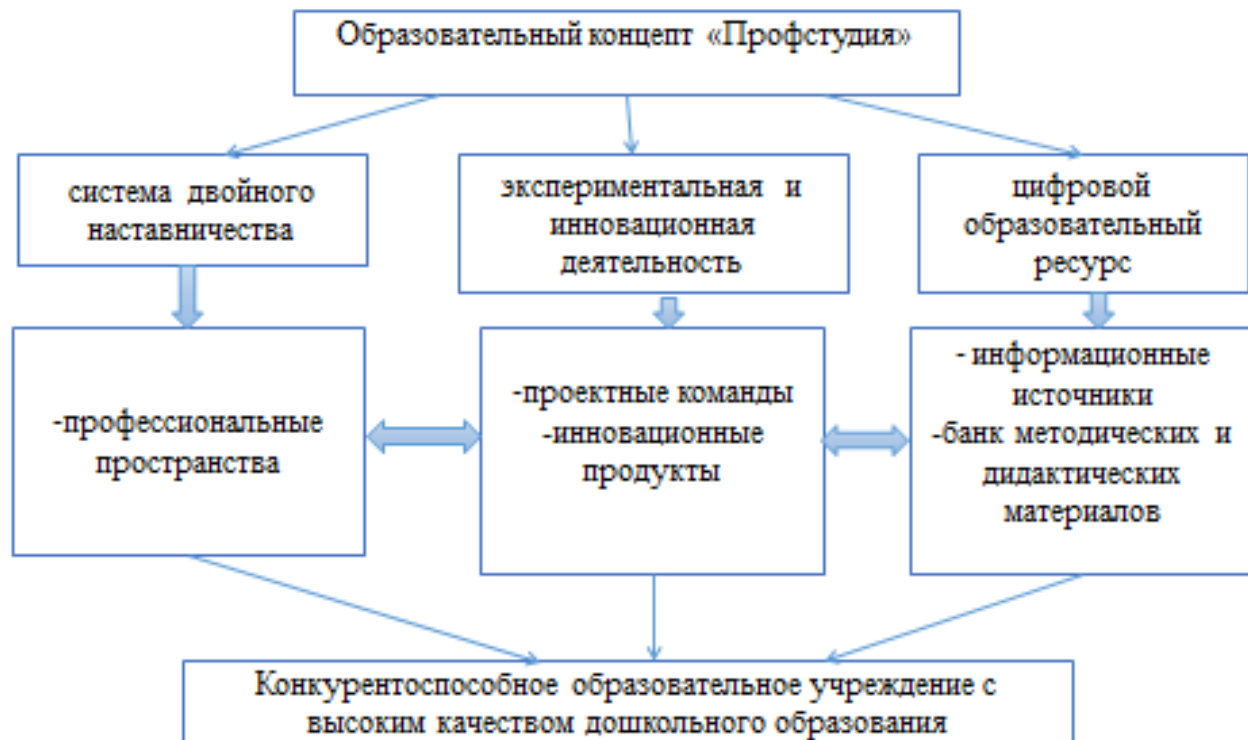 Образовательный концепт «Профстудия»
система двойного
наставничества
экспериментальная и
инновационная
деятельность
цифровой
образовательный
ресурс
-профессиональные
пространства
-проектные команды
-инновационные
продукты
- информационные
источники
-банк методических и
дидактических
материалов
Конкурентоспособное образовательное учреждение с
высоким качеством дошкольного образования